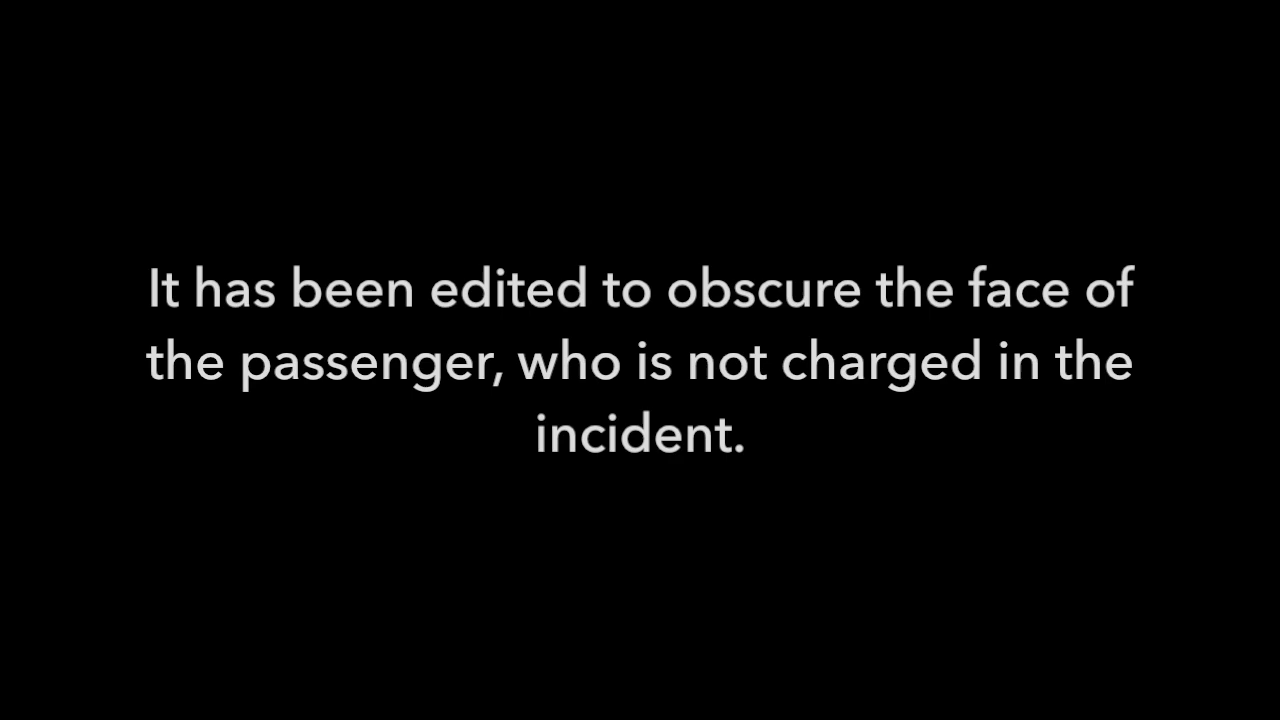 It has been edited to obscure the face of
the passenger, who is not charged in the
incident.